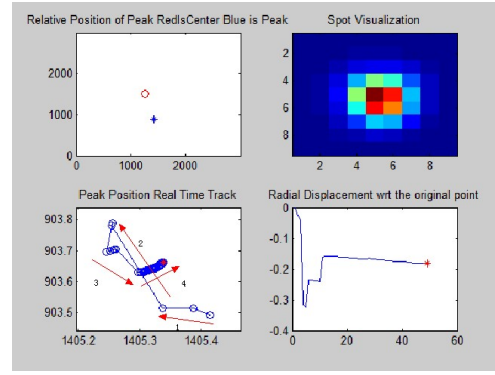 Relative Position of Peak RedIsCenter Blue is Peak
Spot Visualization
2000
1000
0
0 1000 2000
2
4
6
8
2 4 6 8
Peak Position Real Time Track
Radial Displacement wrt the original point
903.8
903.7
903.6
903.5
1405.2 1405.3 1405.4
2
3
4
1
0
-0.1
-0.2
-0.3
-0.4
0 20 40 60